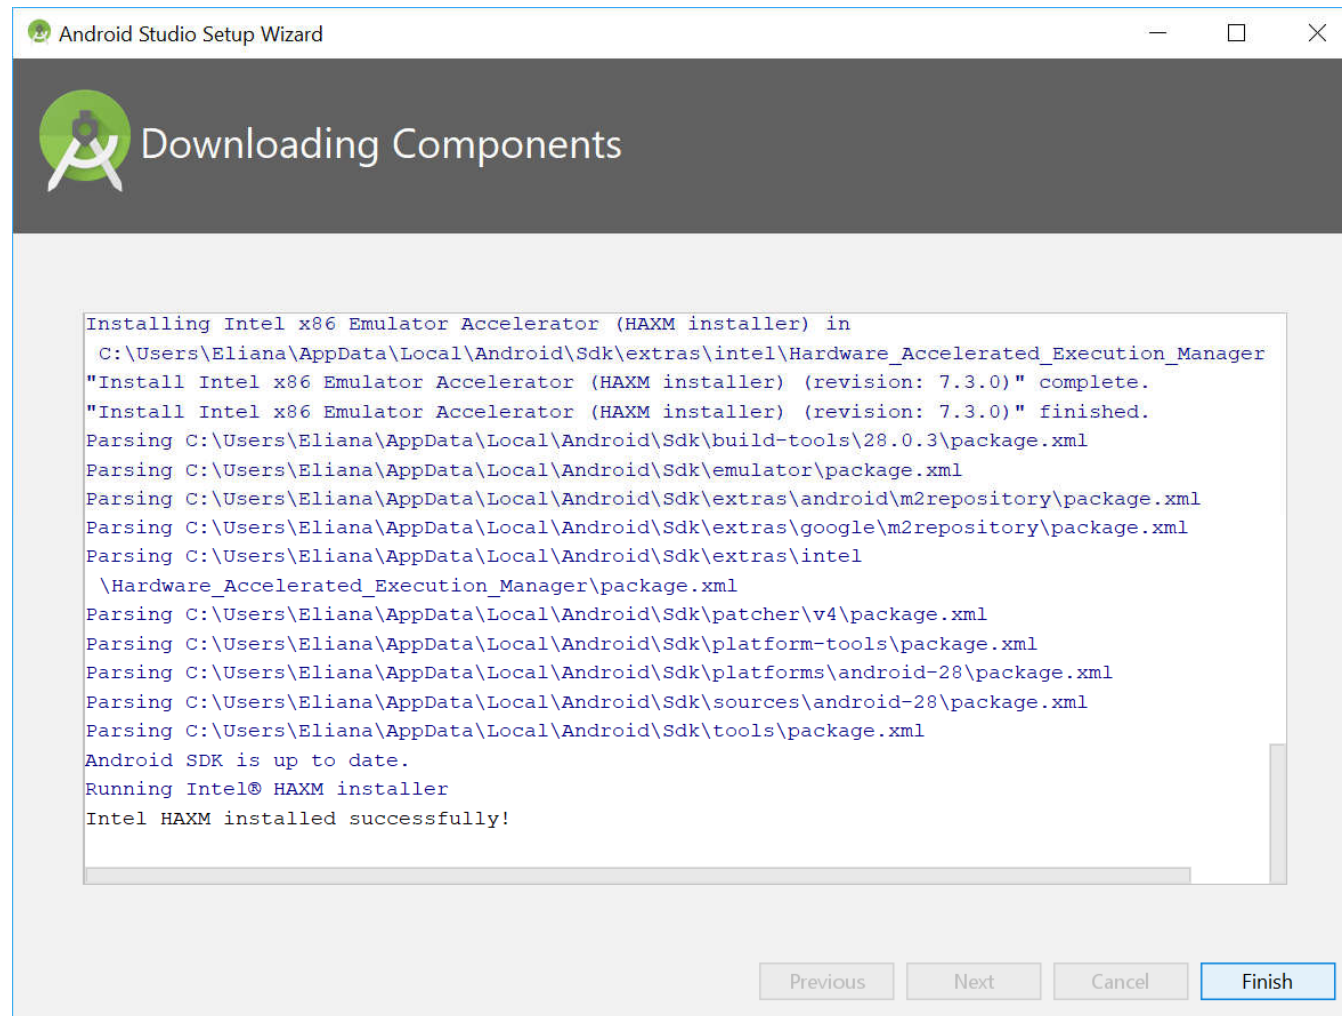 Android Studio Setup Wizard
Downloading Components
Installing Intel x86 Emulator Accelerator (HAXM installer) in
C:\Users\Eliana\AppData\Local\Android\Sdk\extras\intel\Hardware_Accelerated_Execution_Manager
"Install Intel x86 Emulator Accelerator (HAXM installer) (revision: 7.3.0)" complete.
"Install Intel x86 Emulator Accelerator (HAXM installer) (revision: 7.3.0)" finished.
Parsing C:\Users\Eliana\AppData\Local\Android\Sdk\build-tools\28.0.3\package.xml
Parsing C:\Users\Eliana\AppData\Local\Android\Sdk\emulator\package.xml
Parsing C:\Users\Eliana\AppData\Local\Android\Sdk\extras\android\m2repository\package.xml
Parsing C:\Users\Eliana\AppData\Local\Android\Sdk\extras\google\m2repository\package.xml
Parsing C:\Users\Eliana\AppData\Local\Android\Sdk\extras\intel
\Hardware_Accelerated_Execution_Manager\package.xml
Parsing C:\Users\Eliana\AppData\Local\Android\Sdk\patcher\v4\package.xml
Parsing C:\Users\Eliana\AppData\Local\Android\Sdk\platform-tools\package.xml
Parsing C:\Users\Eliana\AppData\Local\Android\Sdk\platforms\android-28\package.xml
Parsing C:\Users\Eliana\AppData\Local\Android\Sdk\sources\android-28\package.xml
Parsing C:\Users\Eliana\AppData\Local\Android\Sdk\tools\package.xml
Android SDK is up to date.
Running Intel® HAXM installer
Intel HAXM installed successfully!
Previous Next Cancel Finish